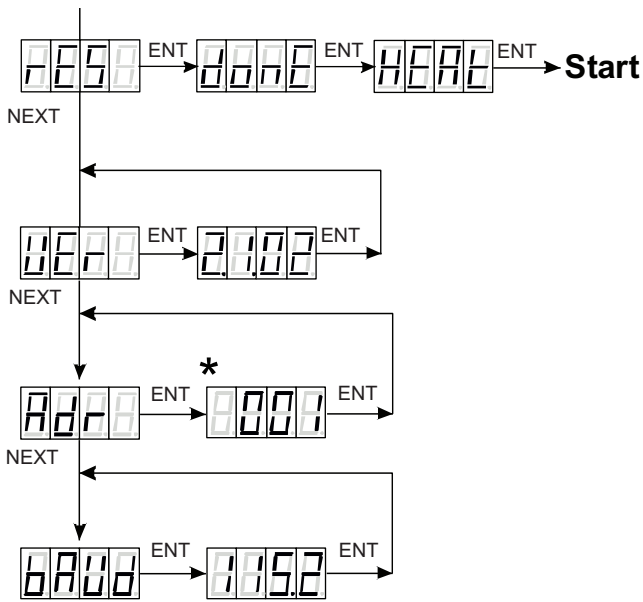 rES ENT donE ENT HEAt ENT Start
NEXT
VEr ENT 2.1.02 ENT
NEXT
* 
Adr ENT 001 ENT
NEXT
bAUd ENT 115.2 ENT